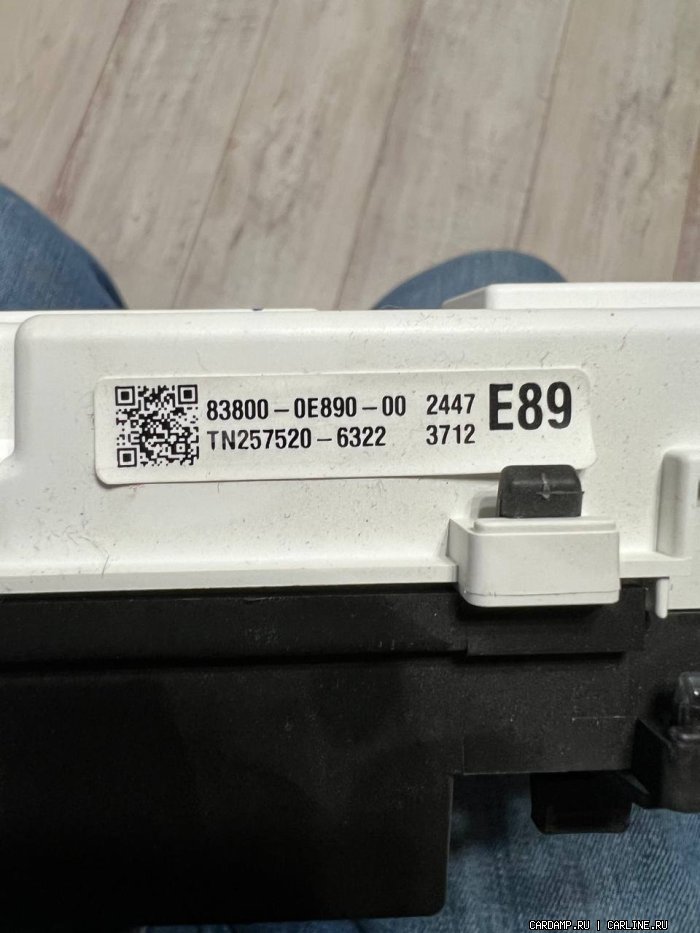 83800-0E890-00 2447 E89
TN257520-6322 3712
CARDAMP.RU | CARLINE.RU